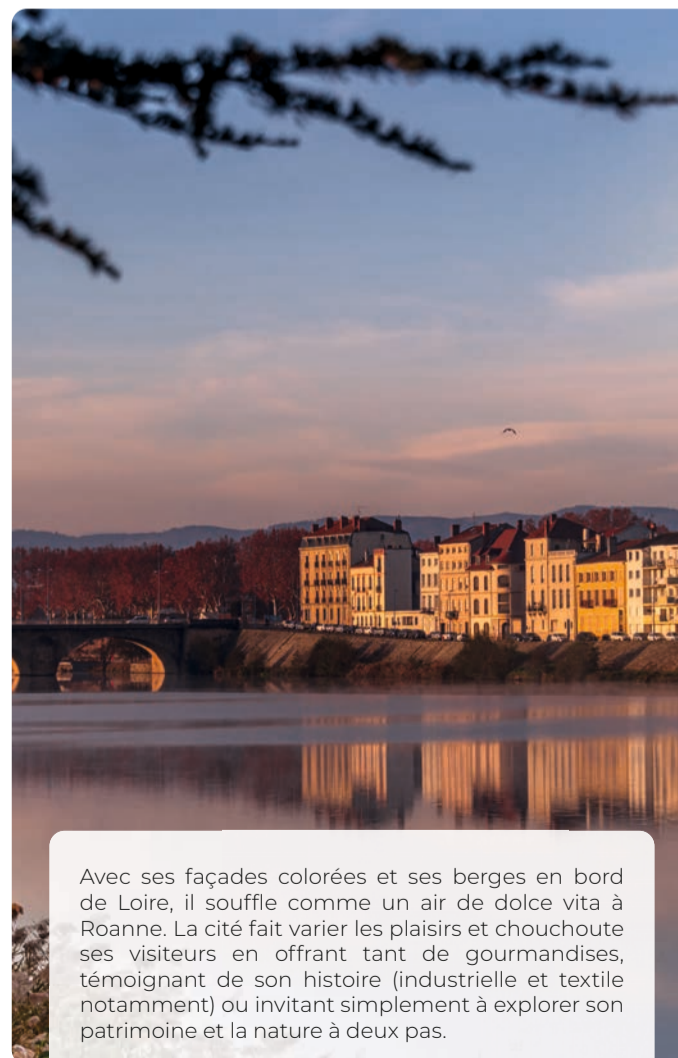 Avec ses façades colorées et ses berges en bord
de Loire, il souffle comme un air de dolce vita à
Roanne. La cité fait varier les plaisirs et chouchoute
ses visiteurs en offrant tant de gourmandises,
témoignant de son histoire (industrielle et textile
notamment) ou invitant simplement à explorer son
patrimoine et la nature à deux pas.